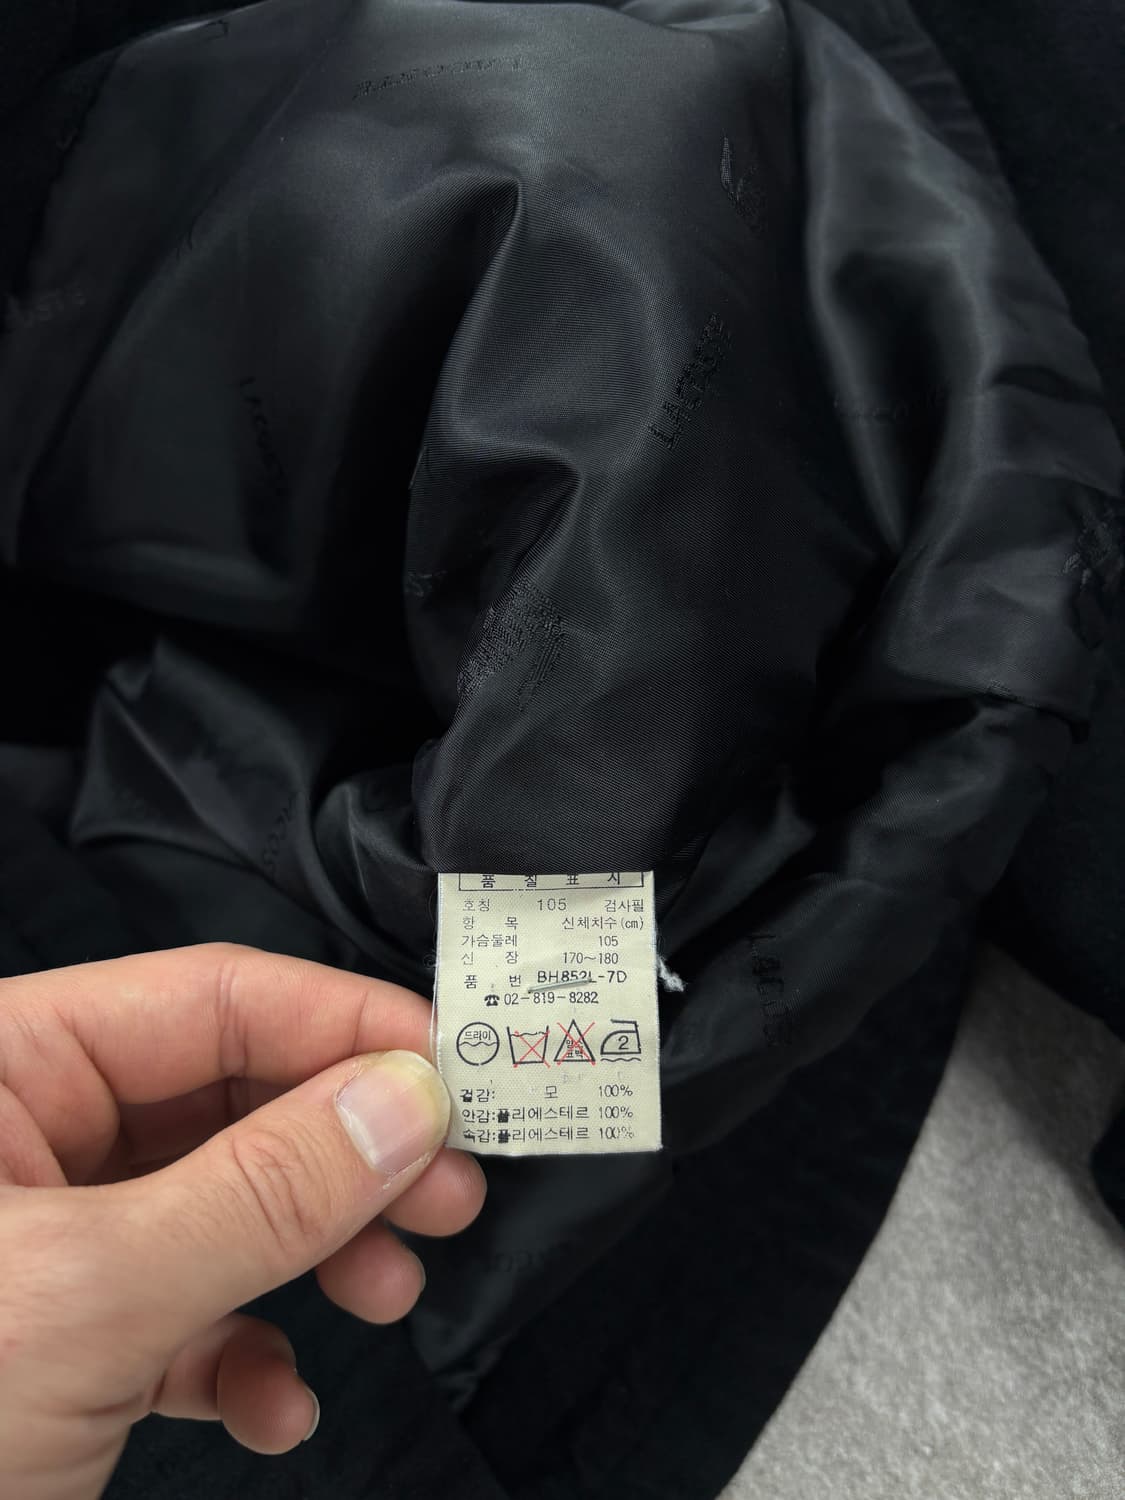 LACOSTE
LACOSTE
품 질 표 시
호칭 105 검사필
항 목 신체치수(cm)
가슴둘레 105
신 장 170~180
품 번 BH852L-7D
☎ 02-819-8282
드라이
2
겉감: 모 100%
안감:폴리에스테르 100%
속감:폴리에스테르 100%